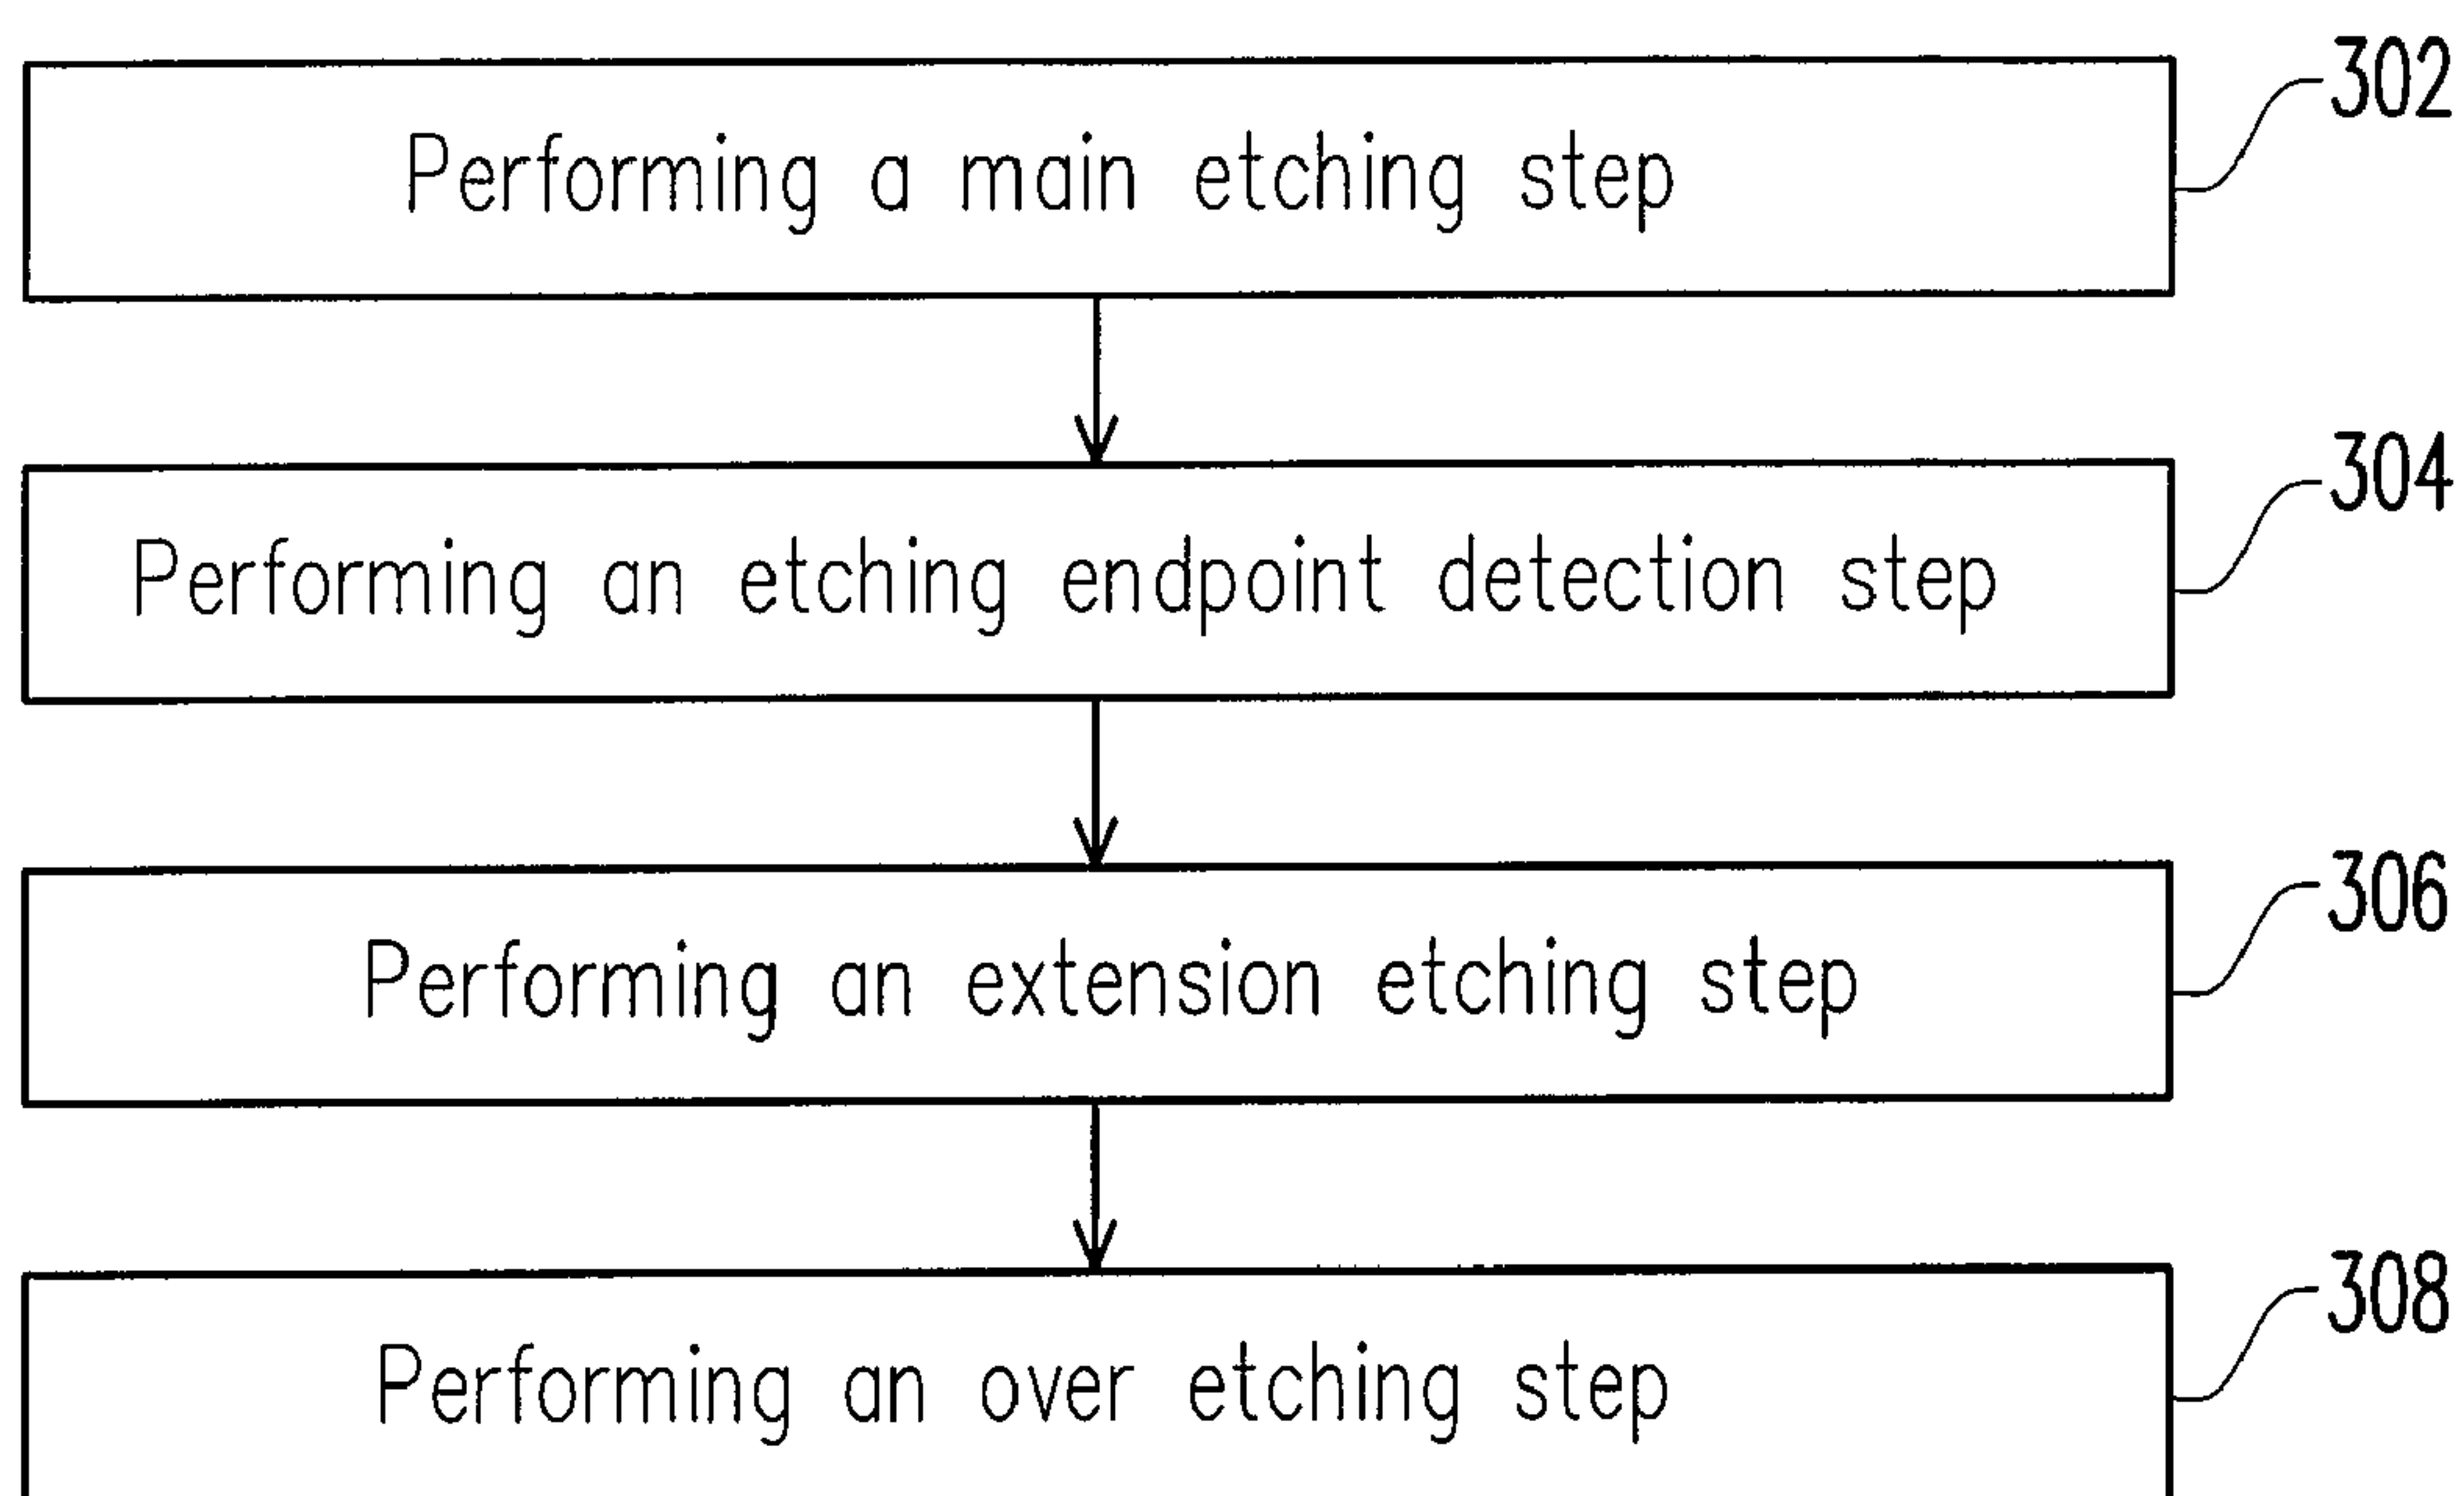 302
Performing a main etching step
304
Performing an etching endpoint detection step
306
Performing an extension etching step
308
Performing an over etching step